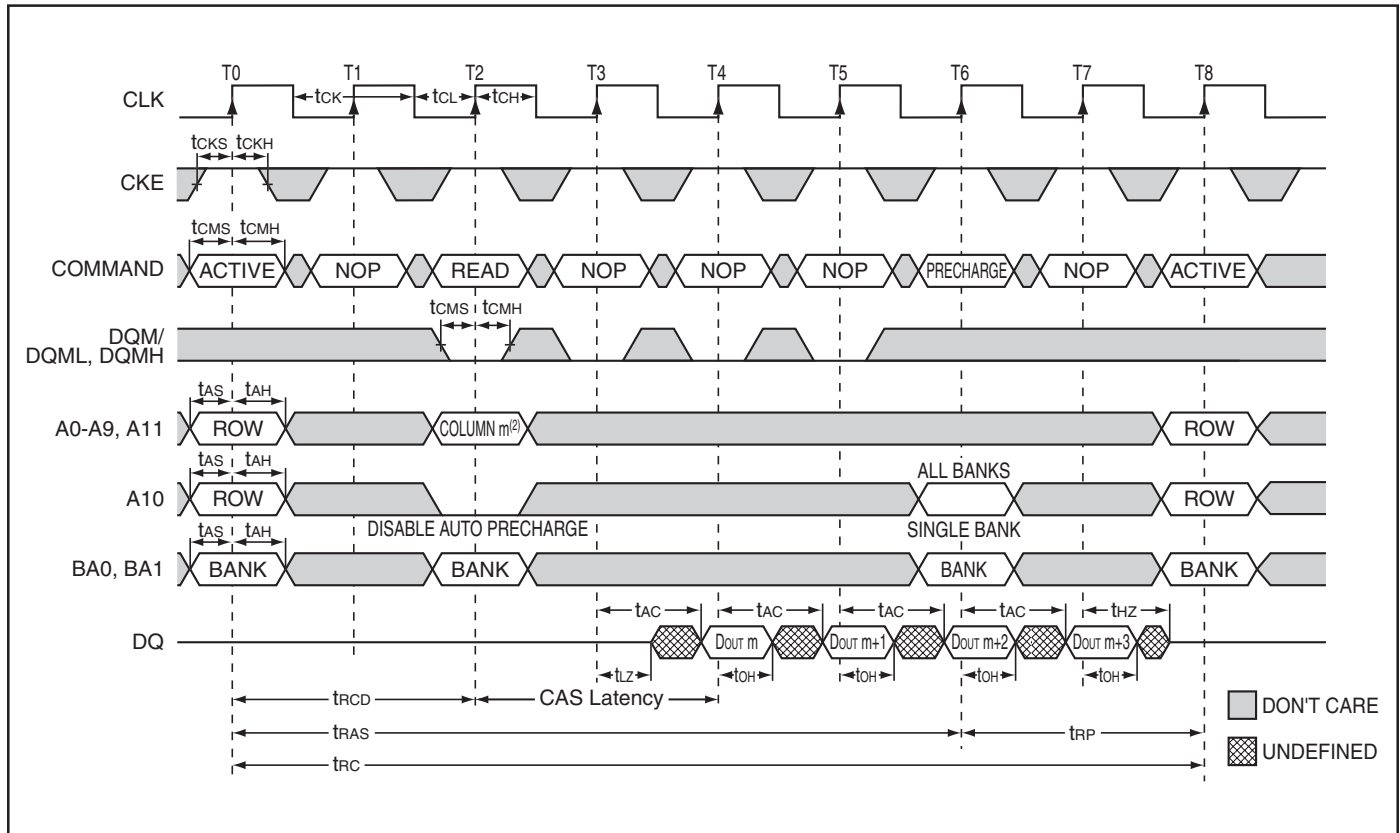 T0 T1 T2 T3 T4 T5 T6 T7 T8
CLK tCK tCL tCH
tCKS tCKH
CKE
tCMS tCMH
COMMAND ACTIVE NOP READ NOP NOP NOP PRECHARGE NOP ACTIVE
tCMS tCMH
DQM/
DQML, DQMH
tAS tAH
A0-A9, A11 ROW COLUMN m(2) ROW
tAS tAH ALL BANKS
A10 ROW ROW
DISABLE AUTO PRECHARGE SINGLE BANK
tAS tAH
BA0, BA1 BANK BANK BANK BANK
tAC tAC tAC tAC tHZ
DQ DOUT m DOUT m+1 DOUT m+2 DOUT m+3
tLZ tOH tOH tOH tOH
tRCD CAS Latency
DON'T CARE
tRAS tRP
UNDEFINED
tRC